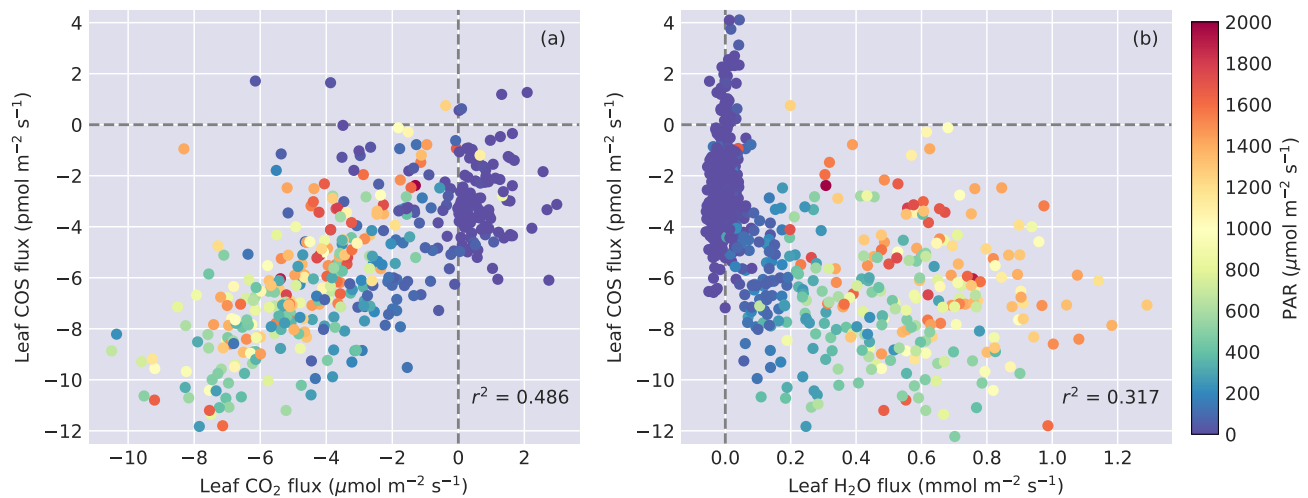 4
2
0
−2
−4
−6
−8
−10
−12
Leaf COS flux (pmol m⁻² s⁻¹)
(a)
r² = 0.486
−10 −8 −6 −4 −2 0 2
Leaf CO₂ flux (μmol m⁻² s⁻¹)
4
2
0
−2
−4
−6
−8
−10
−12
Leaf COS flux (pmol m⁻² s⁻¹)
(b)
r² = 0.317
0.0 0.2 0.4 0.6 0.8 1.0 1.2
Leaf H₂O flux (mmol m⁻² s⁻¹)
2000
1800
1600
1400
1200
1000
800
600
400
200
0
PAR (μmol m⁻² s⁻¹)